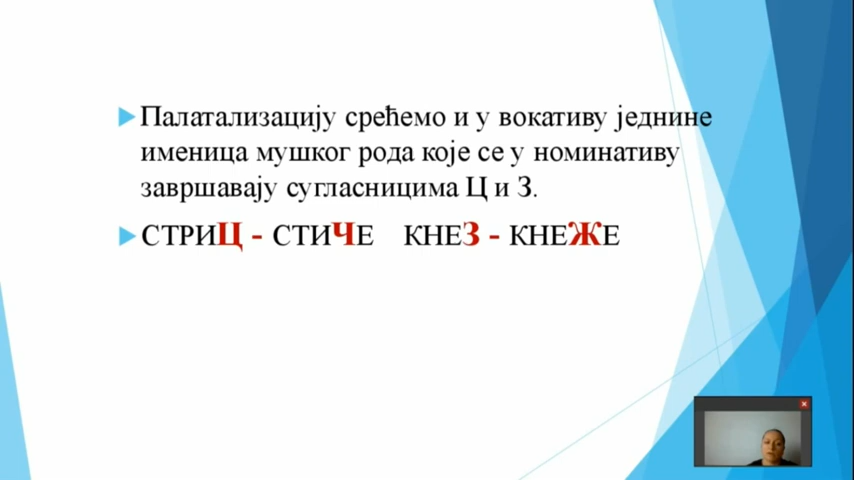 Палатализацију срећемо и у вокативу једнине
именица мушког рода које се у номинативу
завршавају сугласницима Ц и З.
СТРИЦ - СТИЧЕ КНЕЗ - КНЕЖЕ